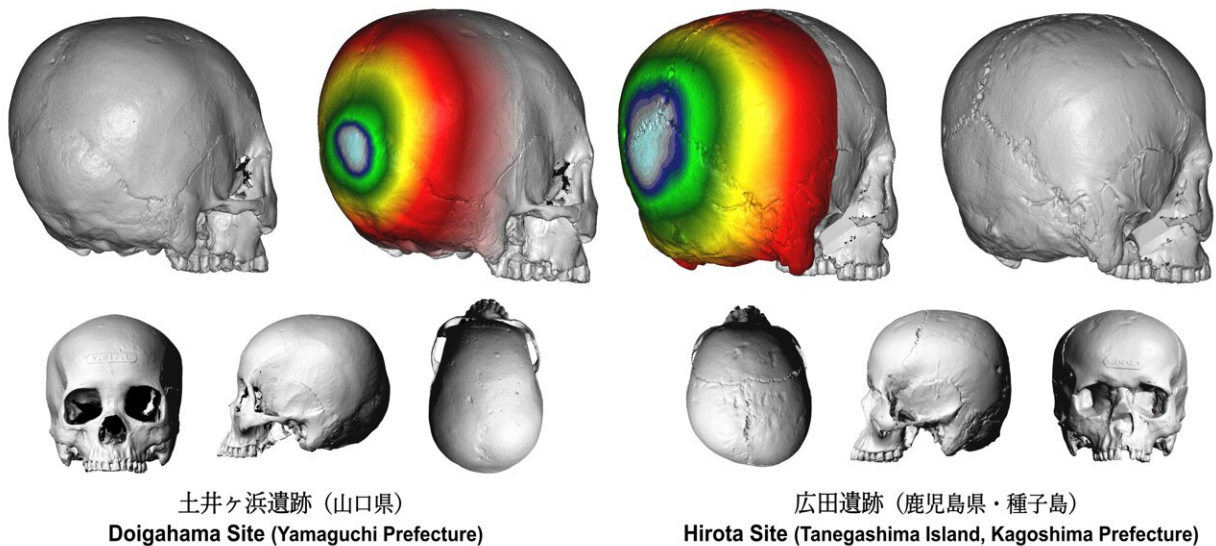 土井ヶ浜遺跡（山口県）
Doigahama Site (Yamaguchi Prefecture)
広田遺跡（鹿児島県・種子島）
Hirota Site (Tanegashima Island, Kagoshima Prefecture)